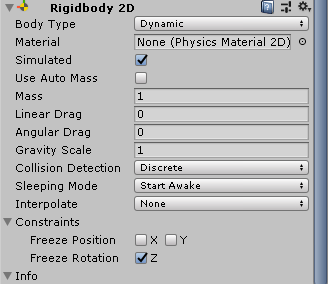 Rigidbody 2D
Body Type Dynamic
Material None (Physics Material 2D)
Simulated
Use Auto Mass
Mass 1
Linear Drag 0
Angular Drag 0
Gravity Scale 1
Collision Detection Discrete
Sleeping Mode Start Awake
Interpolate None
Constraints
Freeze Position X Y
Freeze Rotation Z
Info